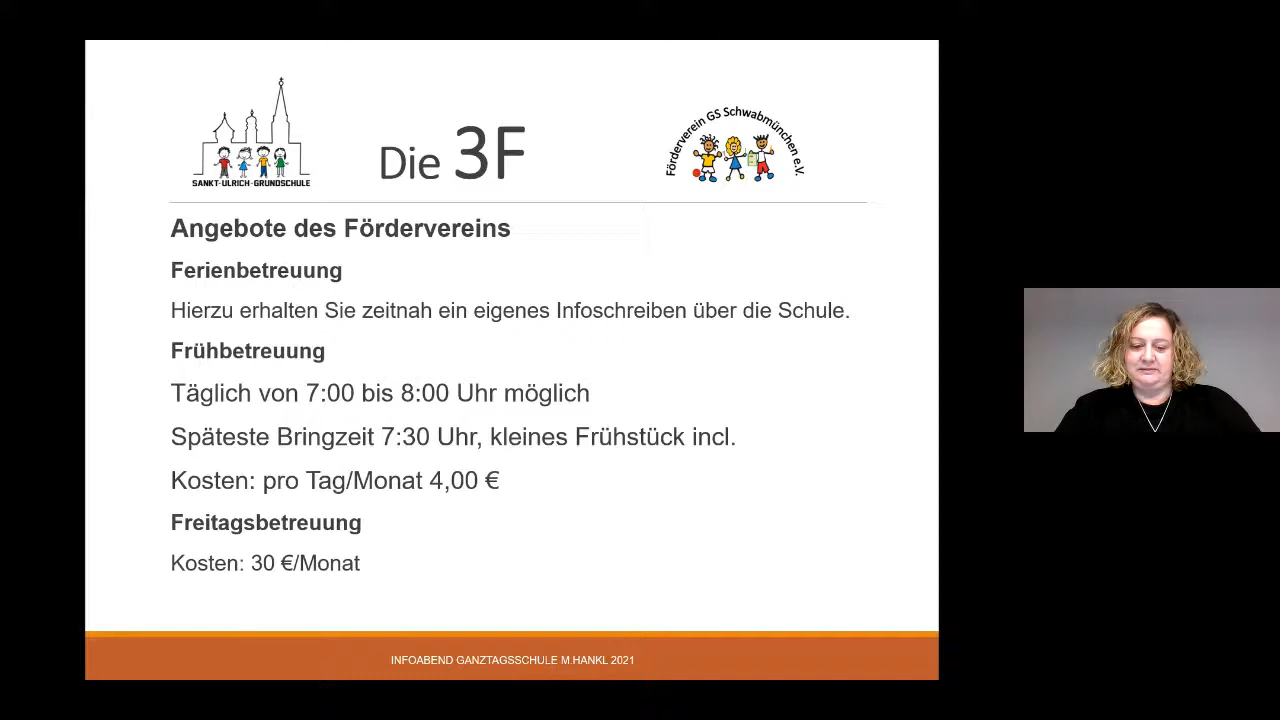 SANKT-ULRICH-GRUNDSCHULE
Die 3F
Förderverein GS Schwabmünchen e.V.
Angebote des Fördervereins
Ferienbetreuung
Hierzu erhalten Sie zeitnah ein eigenes Infoschreiben über die Schule.
Frühbetreuung
Täglich von 7:00 bis 8:00 Uhr möglich
Späteste Bringzeit 7:30 Uhr, kleines Frühstück incl.
Kosten: pro Tag/Monat 4,00 €
Freitagsbetreuung
Kosten: 30 €/Monat
INFOABEND GANZTAGSSCHULE M.HANKL 2021